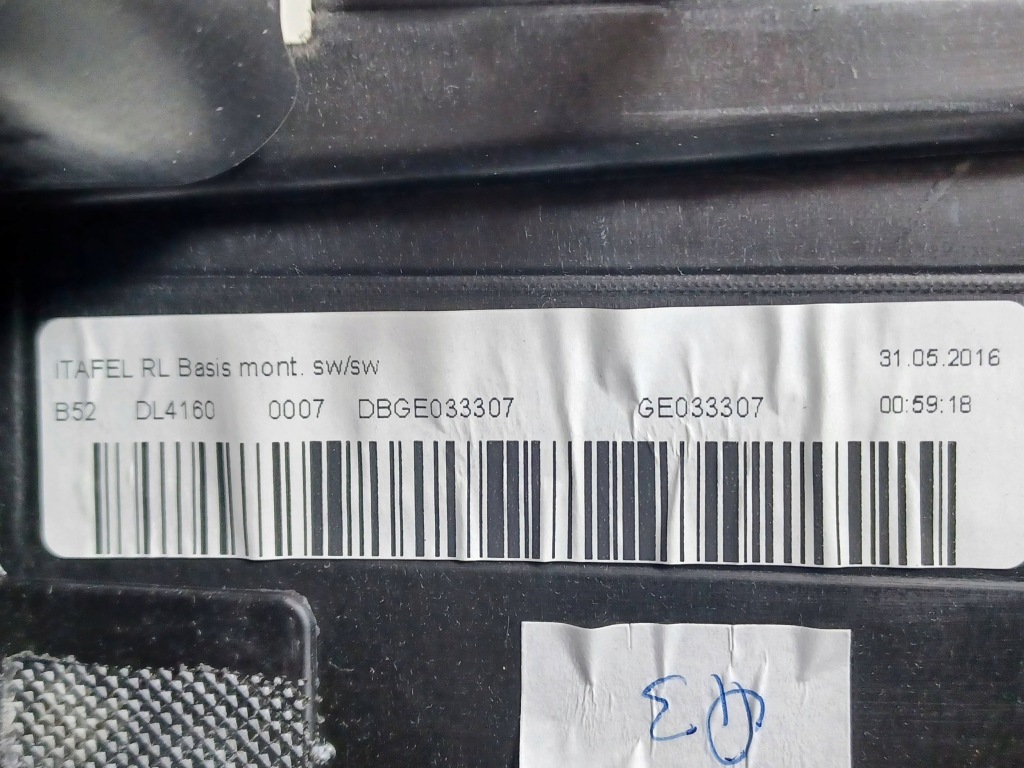 ITAFEL RL Basis mont. sw/sw 31.05.2016
B52 DL4160 0007 DBGE033307 GE033307 00:59:18